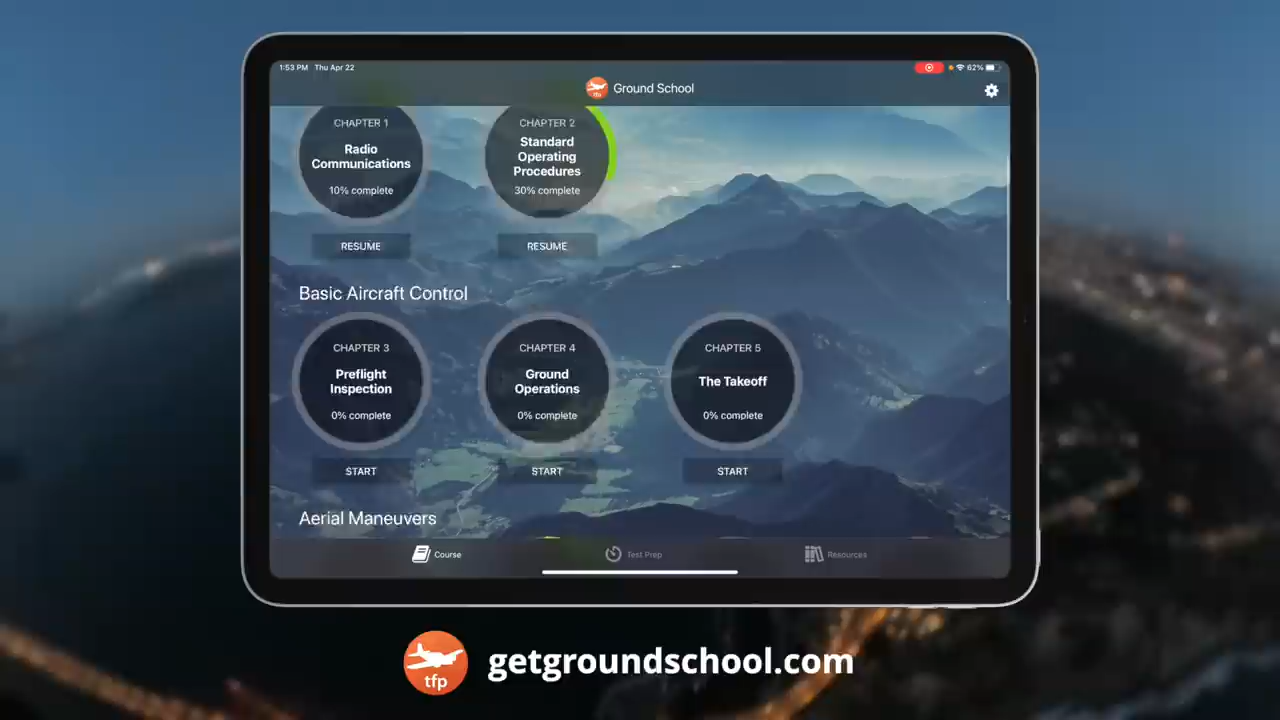 1:53 PM Thu Apr 22
62%
tfp
Ground School
CHAPTER 1
Radio
Communications
10% complete
RESUME
CHAPTER 2
Standard
Operating
Procedures
30% complete
RESUME
Basic Aircraft Control
CHAPTER 3
Preflight
Inspection
0% complete
START
CHAPTER 4
Ground
Operations
0% complete
START
CHAPTER 5
The Takeoff
0% complete
START
Aerial Maneuvers
Course
Test Prep
Resources
tfp
getgroundschool.com